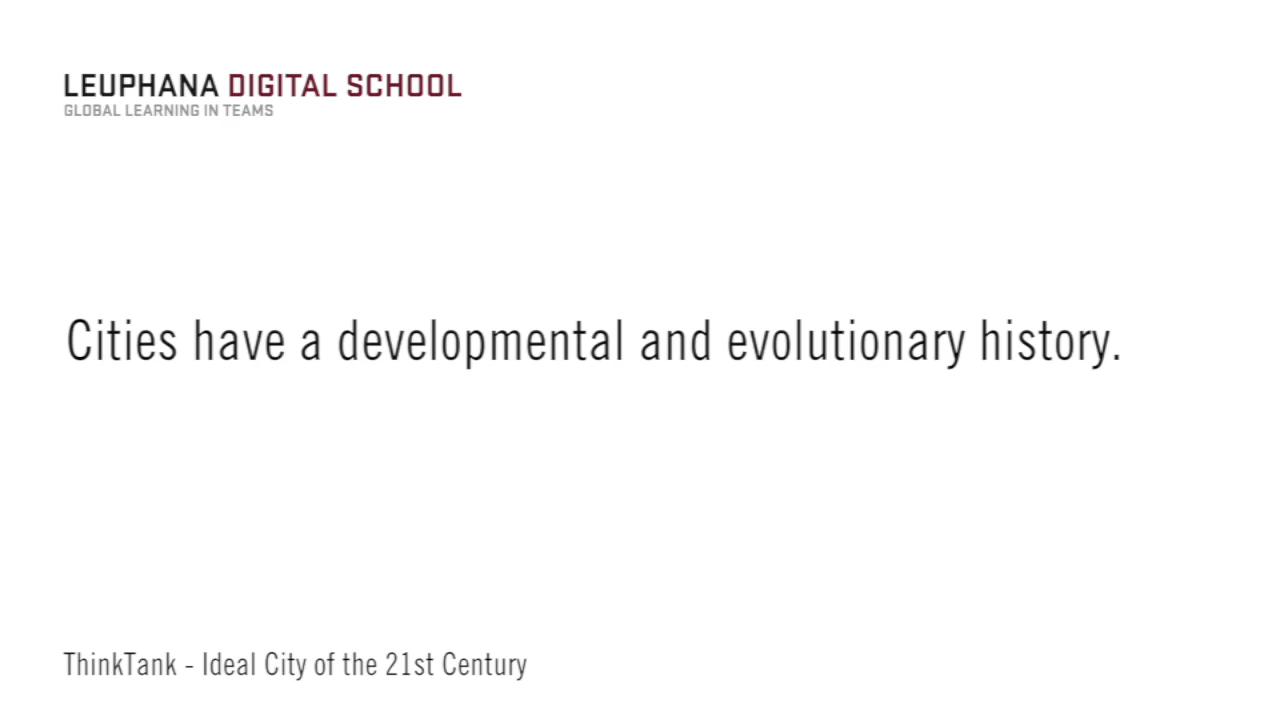 LEUPHANA DIGITAL SCHOOL
GLOBAL LEARNING IN TEAMS
Cities have a developmental and evolutionary history.
ThinkTank - Ideal City of the 21st Century